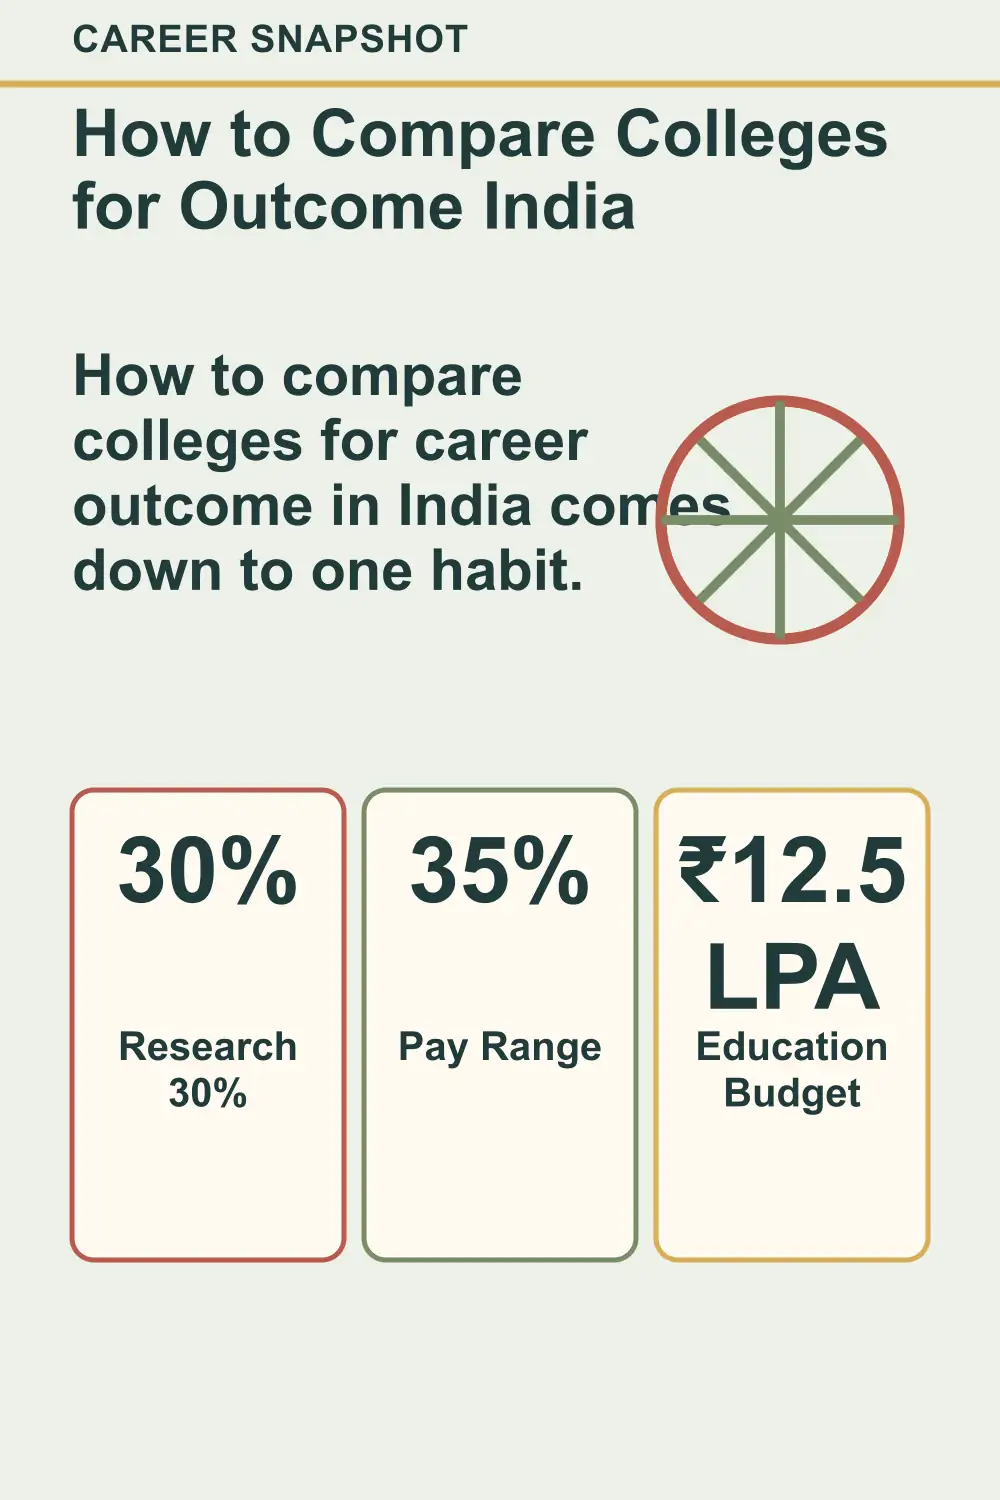 CAREER SNAPSHOT
How to Compare Colleges
for Outcome India
How to compare
colleges for career
outcome in India comes
down to one habit.
30%
Research
30%
35%
Pay Range
₹12.5
LPA
Education
Budget